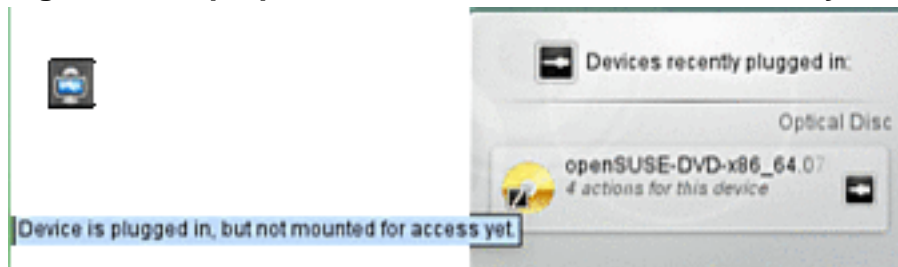 Devices recently plugged in:
Optical Disc
openSUSE-DVD-x86_64.07
4 actions for this device
Device is plugged in, but not mounted for access yet.